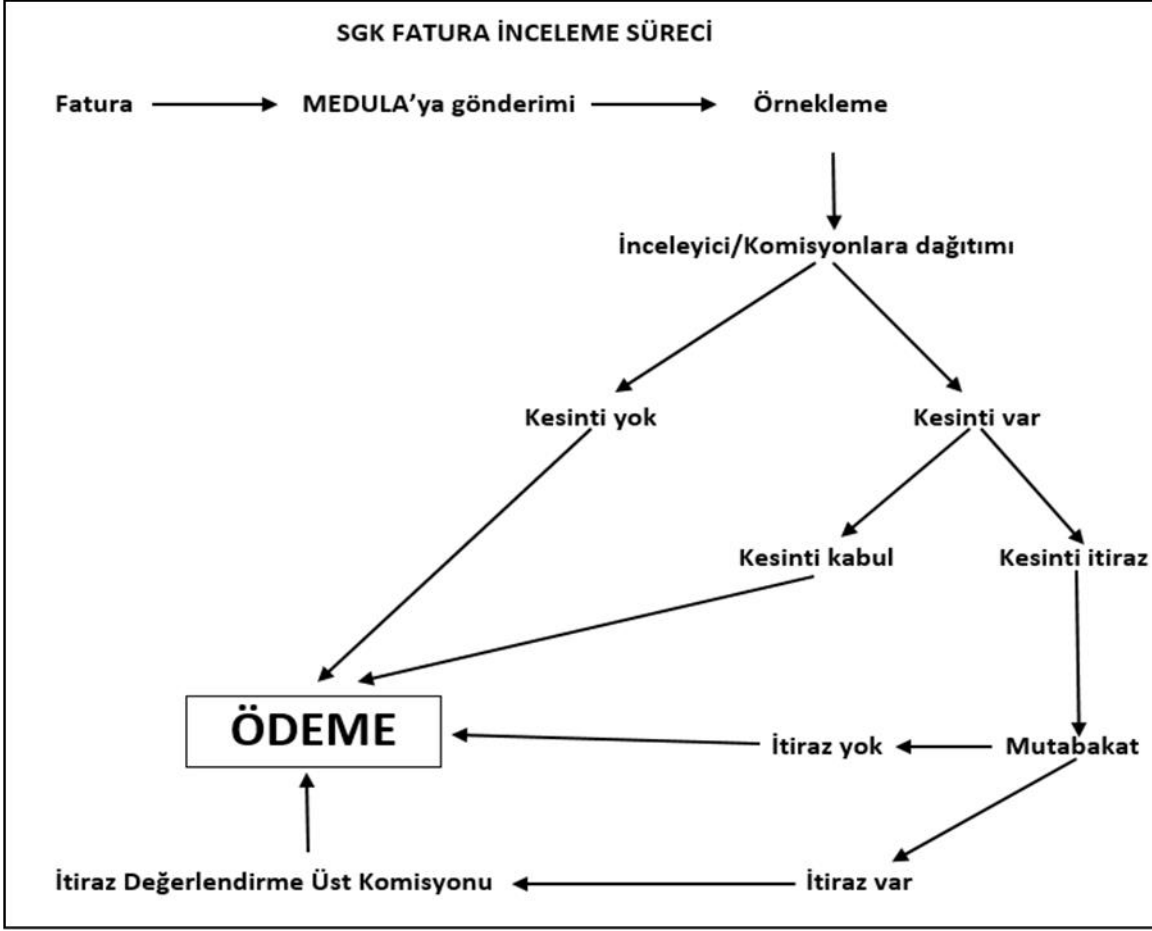 SGK FATURA İNCELEME SÜRECİ
Fatura MEDULA’ya gönderimi Örnekleme
İnceleyici/Komisyonlara dağıtımı
Kesinti yok Kesinti var
Kesinti kabul Kesinti itiraz
ÖDEME
İtiraz yok Mutabakat
İtiraz Değerlendirme Üst Komisyonu İtiraz var